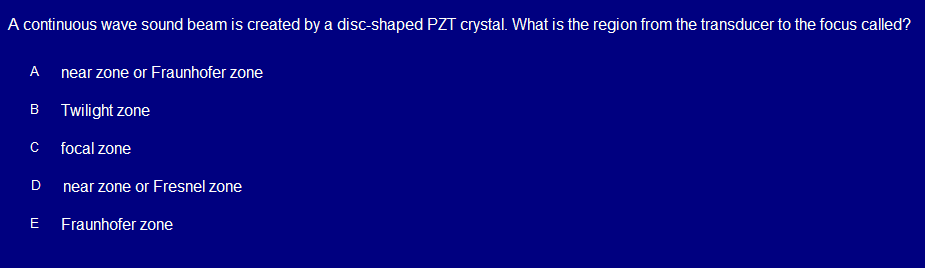 A continuous wave sound beam is created by a disc-shaped PZT crystal. What is the region from the transducer to the focus called?
A near zone or Fraunhofer zone
B Twilight zone
C focal zone
D near zone or Fresnel zone
E Fraunhofer zone